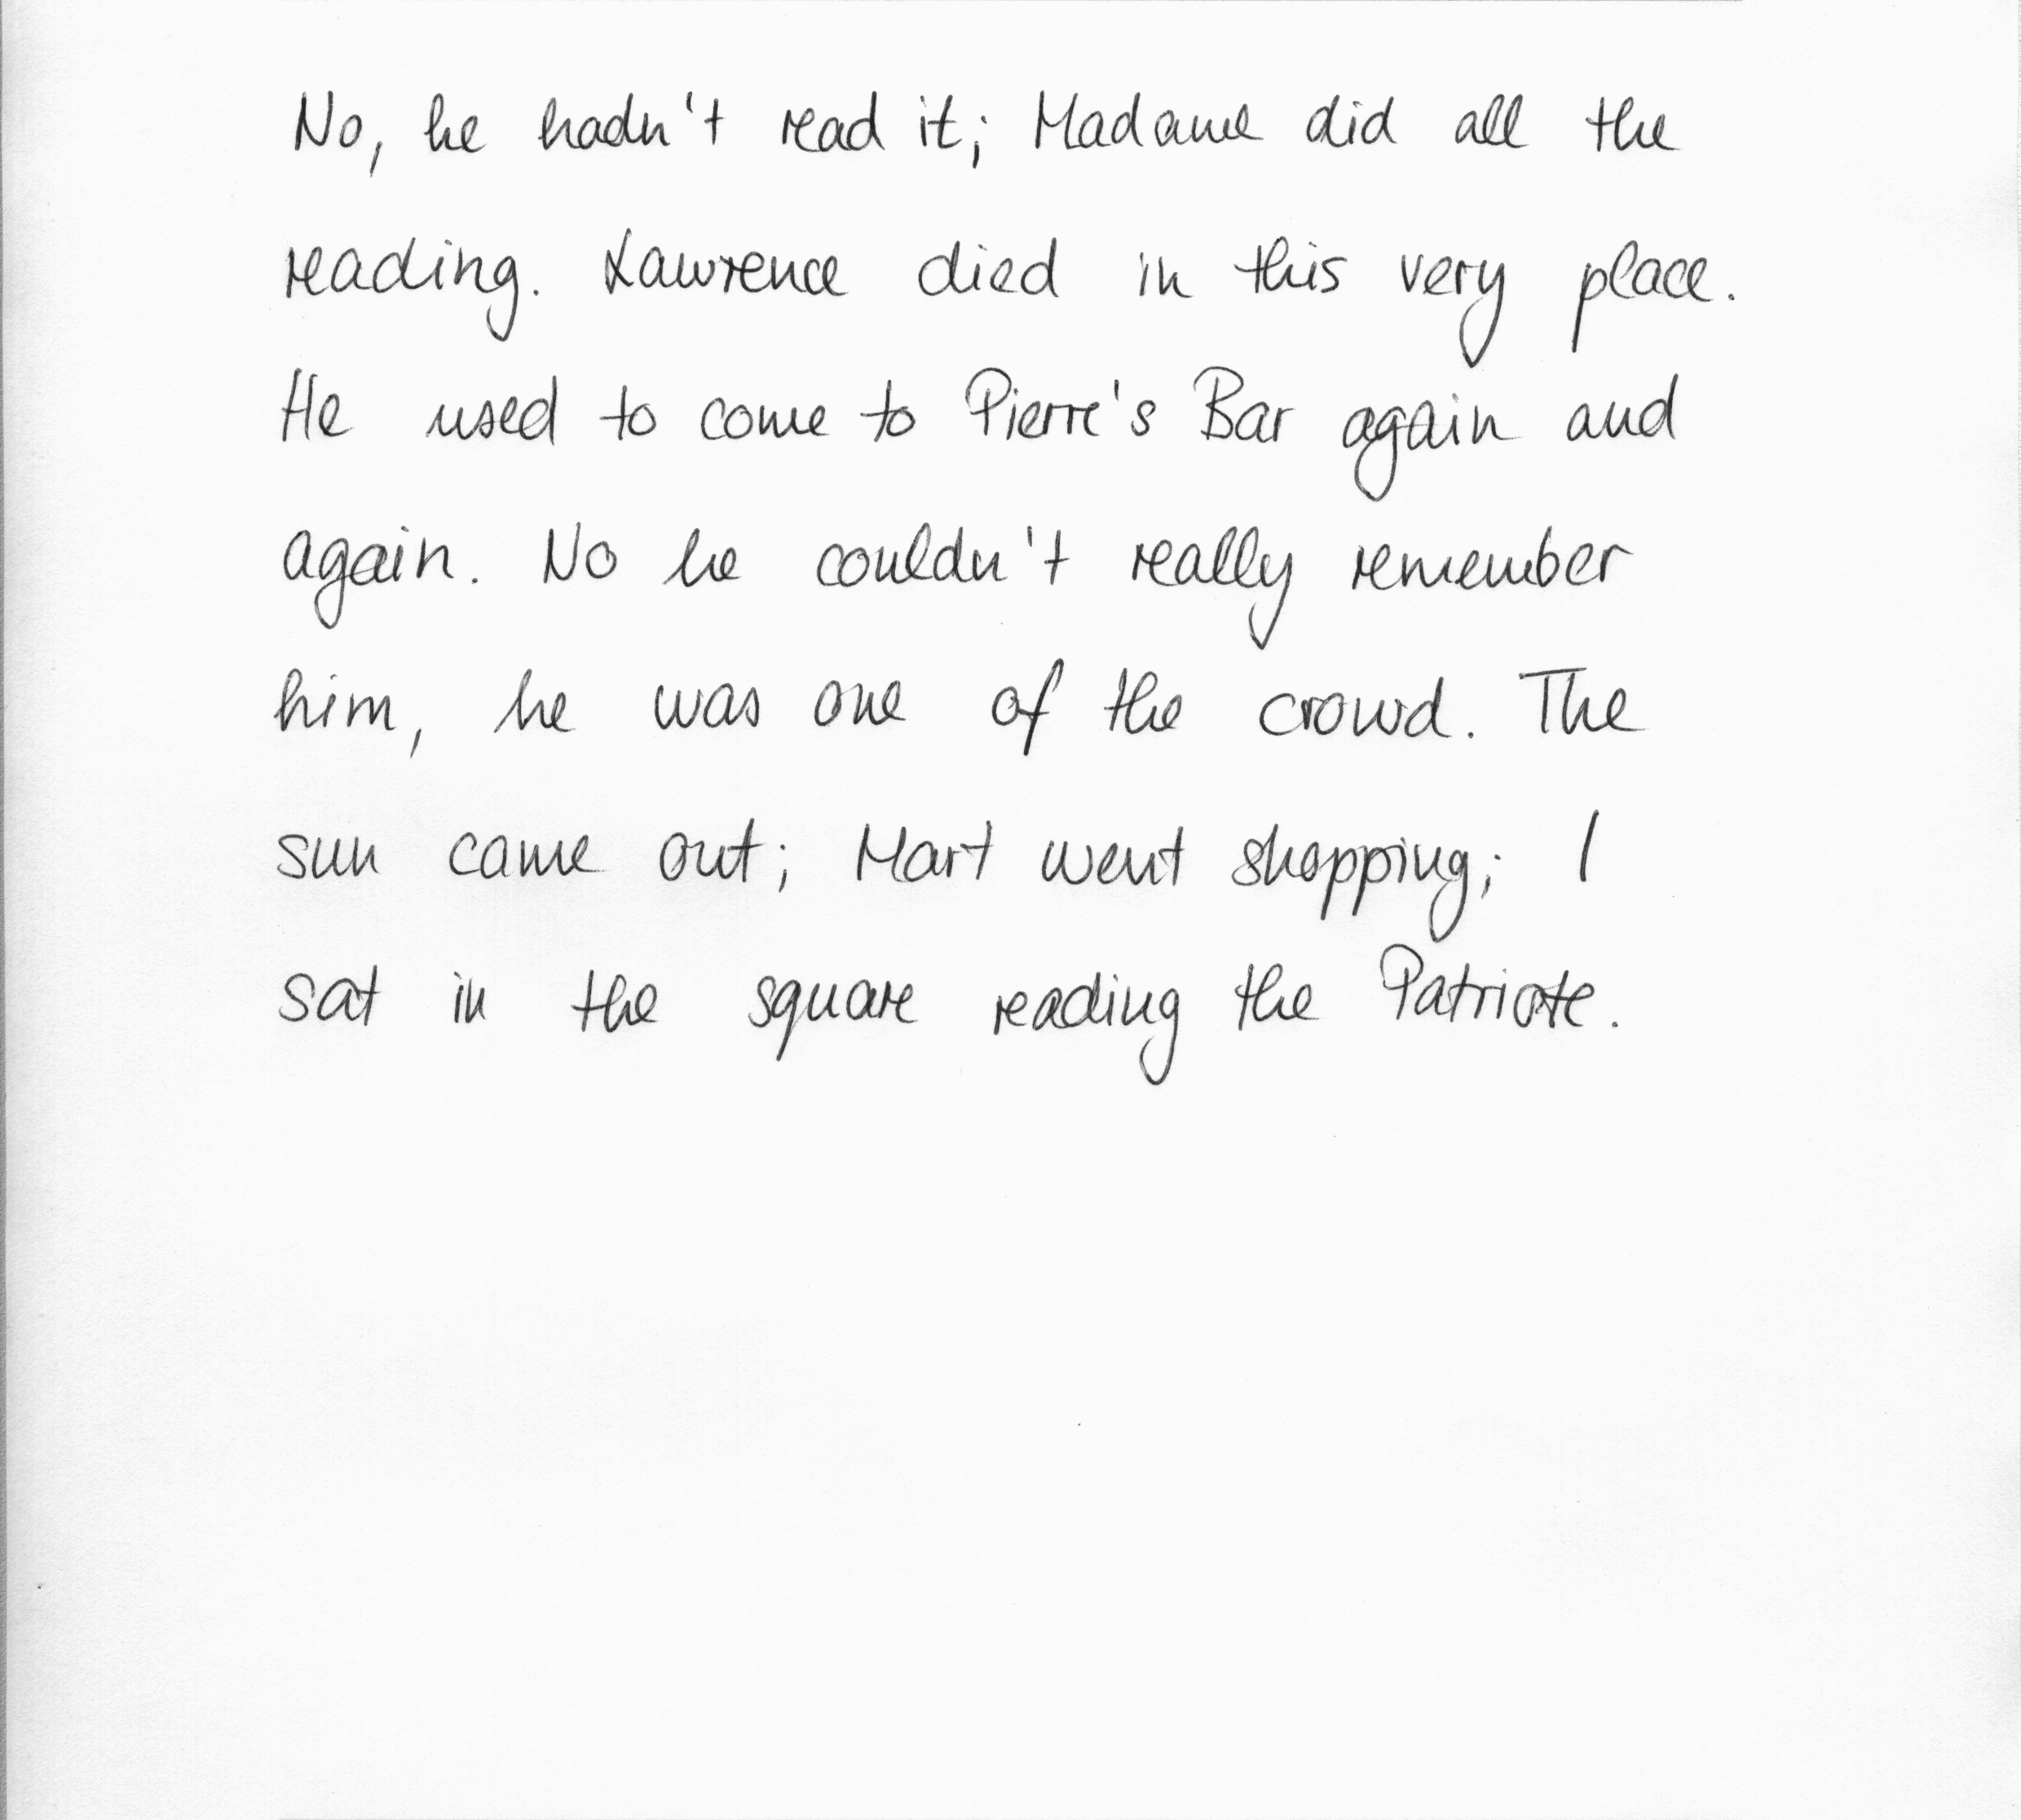 No, he hadn't read it; Madame did all the
reading. Lawrence died in this very place.
He used to come to Pierre's Bar again and
again. No he couldn't really remember
him, he was one of the crowd. The
sun came out; Mart went shopping; I
sat in the square reading the Patriote.